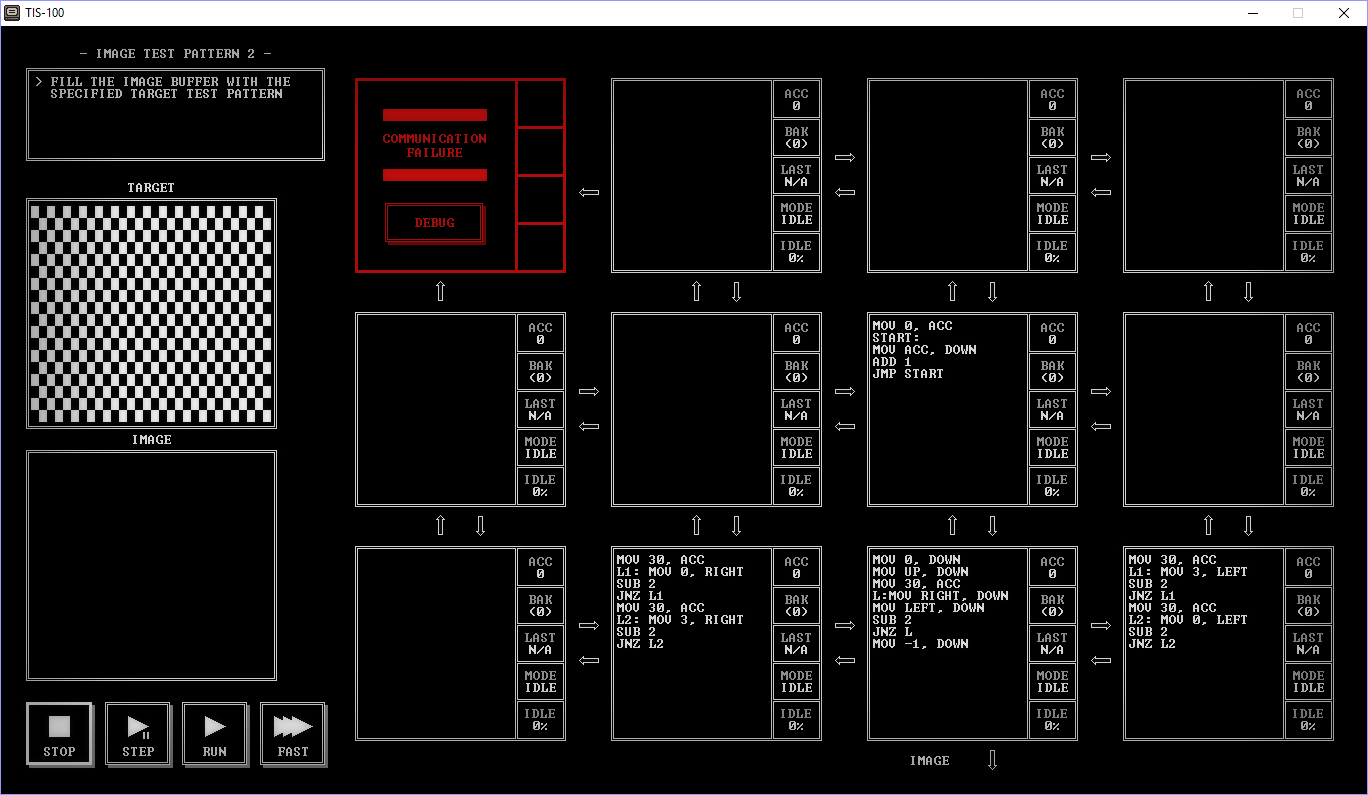 TIS-100
- IMAGE TEST PATTERN 2 -
> FILL THE IMAGE BUFFER WITH THE
SPECIFIED TARGET TEST PATTERN
TARGET
IMAGE
STOP
STEP
RUN
FAST
COMMUNICATION
FAILURE
DEBUG
ACC
0
BAK
(0)
LAST
N/A
MODE
IDLE
IDLE
0%
ACC
0
BAK
(0)
LAST
N/A
MODE
IDLE
IDLE
0%
ACC
0
BAK
(0)
LAST
N/A
MODE
IDLE
IDLE
0%
ACC
0
BAK
(0)
LAST
N/A
MODE
IDLE
IDLE
0%
ACC
0
BAK
(0)
LAST
N/A
MODE
IDLE
IDLE
0%
MOV 0, ACC
START:
MOV ACC, DOWN
ADD 1
JMP START
ACC
0
BAK
(0)
LAST
N/A
MODE
IDLE
IDLE
0%
ACC
0
BAK
(0)
LAST
N/A
MODE
IDLE
IDLE
0%
ACC
0
BAK
(0)
LAST
N/A
MODE
IDLE
IDLE
0%
MOV 30, ACC
L1: MOV 0, RIGHT
SUB 2
JNZ L1
MOV 30, ACC
L2: MOV 3, RIGHT
SUB 2
JNZ L2
ACC
0
BAK
(0)
LAST
N/A
MODE
IDLE
IDLE
0%
MOV 0, DOWN
MOV UP, DOWN
MOV 30, ACC
L:MOV RIGHT, DOWN
MOV LEFT, DOWN
SUB 2
JNZ L
MOV -1, DOWN
ACC
0
BAK
(0)
LAST
N/A
MODE
IDLE
IDLE
0%
MOV 30, ACC
L1: MOV 3, LEFT
SUB 2
JNZ L1
MOV 30, ACC
L2: MOV 0, LEFT
SUB 2
JNZ L2
ACC
0
BAK
(0)
LAST
N/A
MODE
IDLE
IDLE
0%
IMAGE